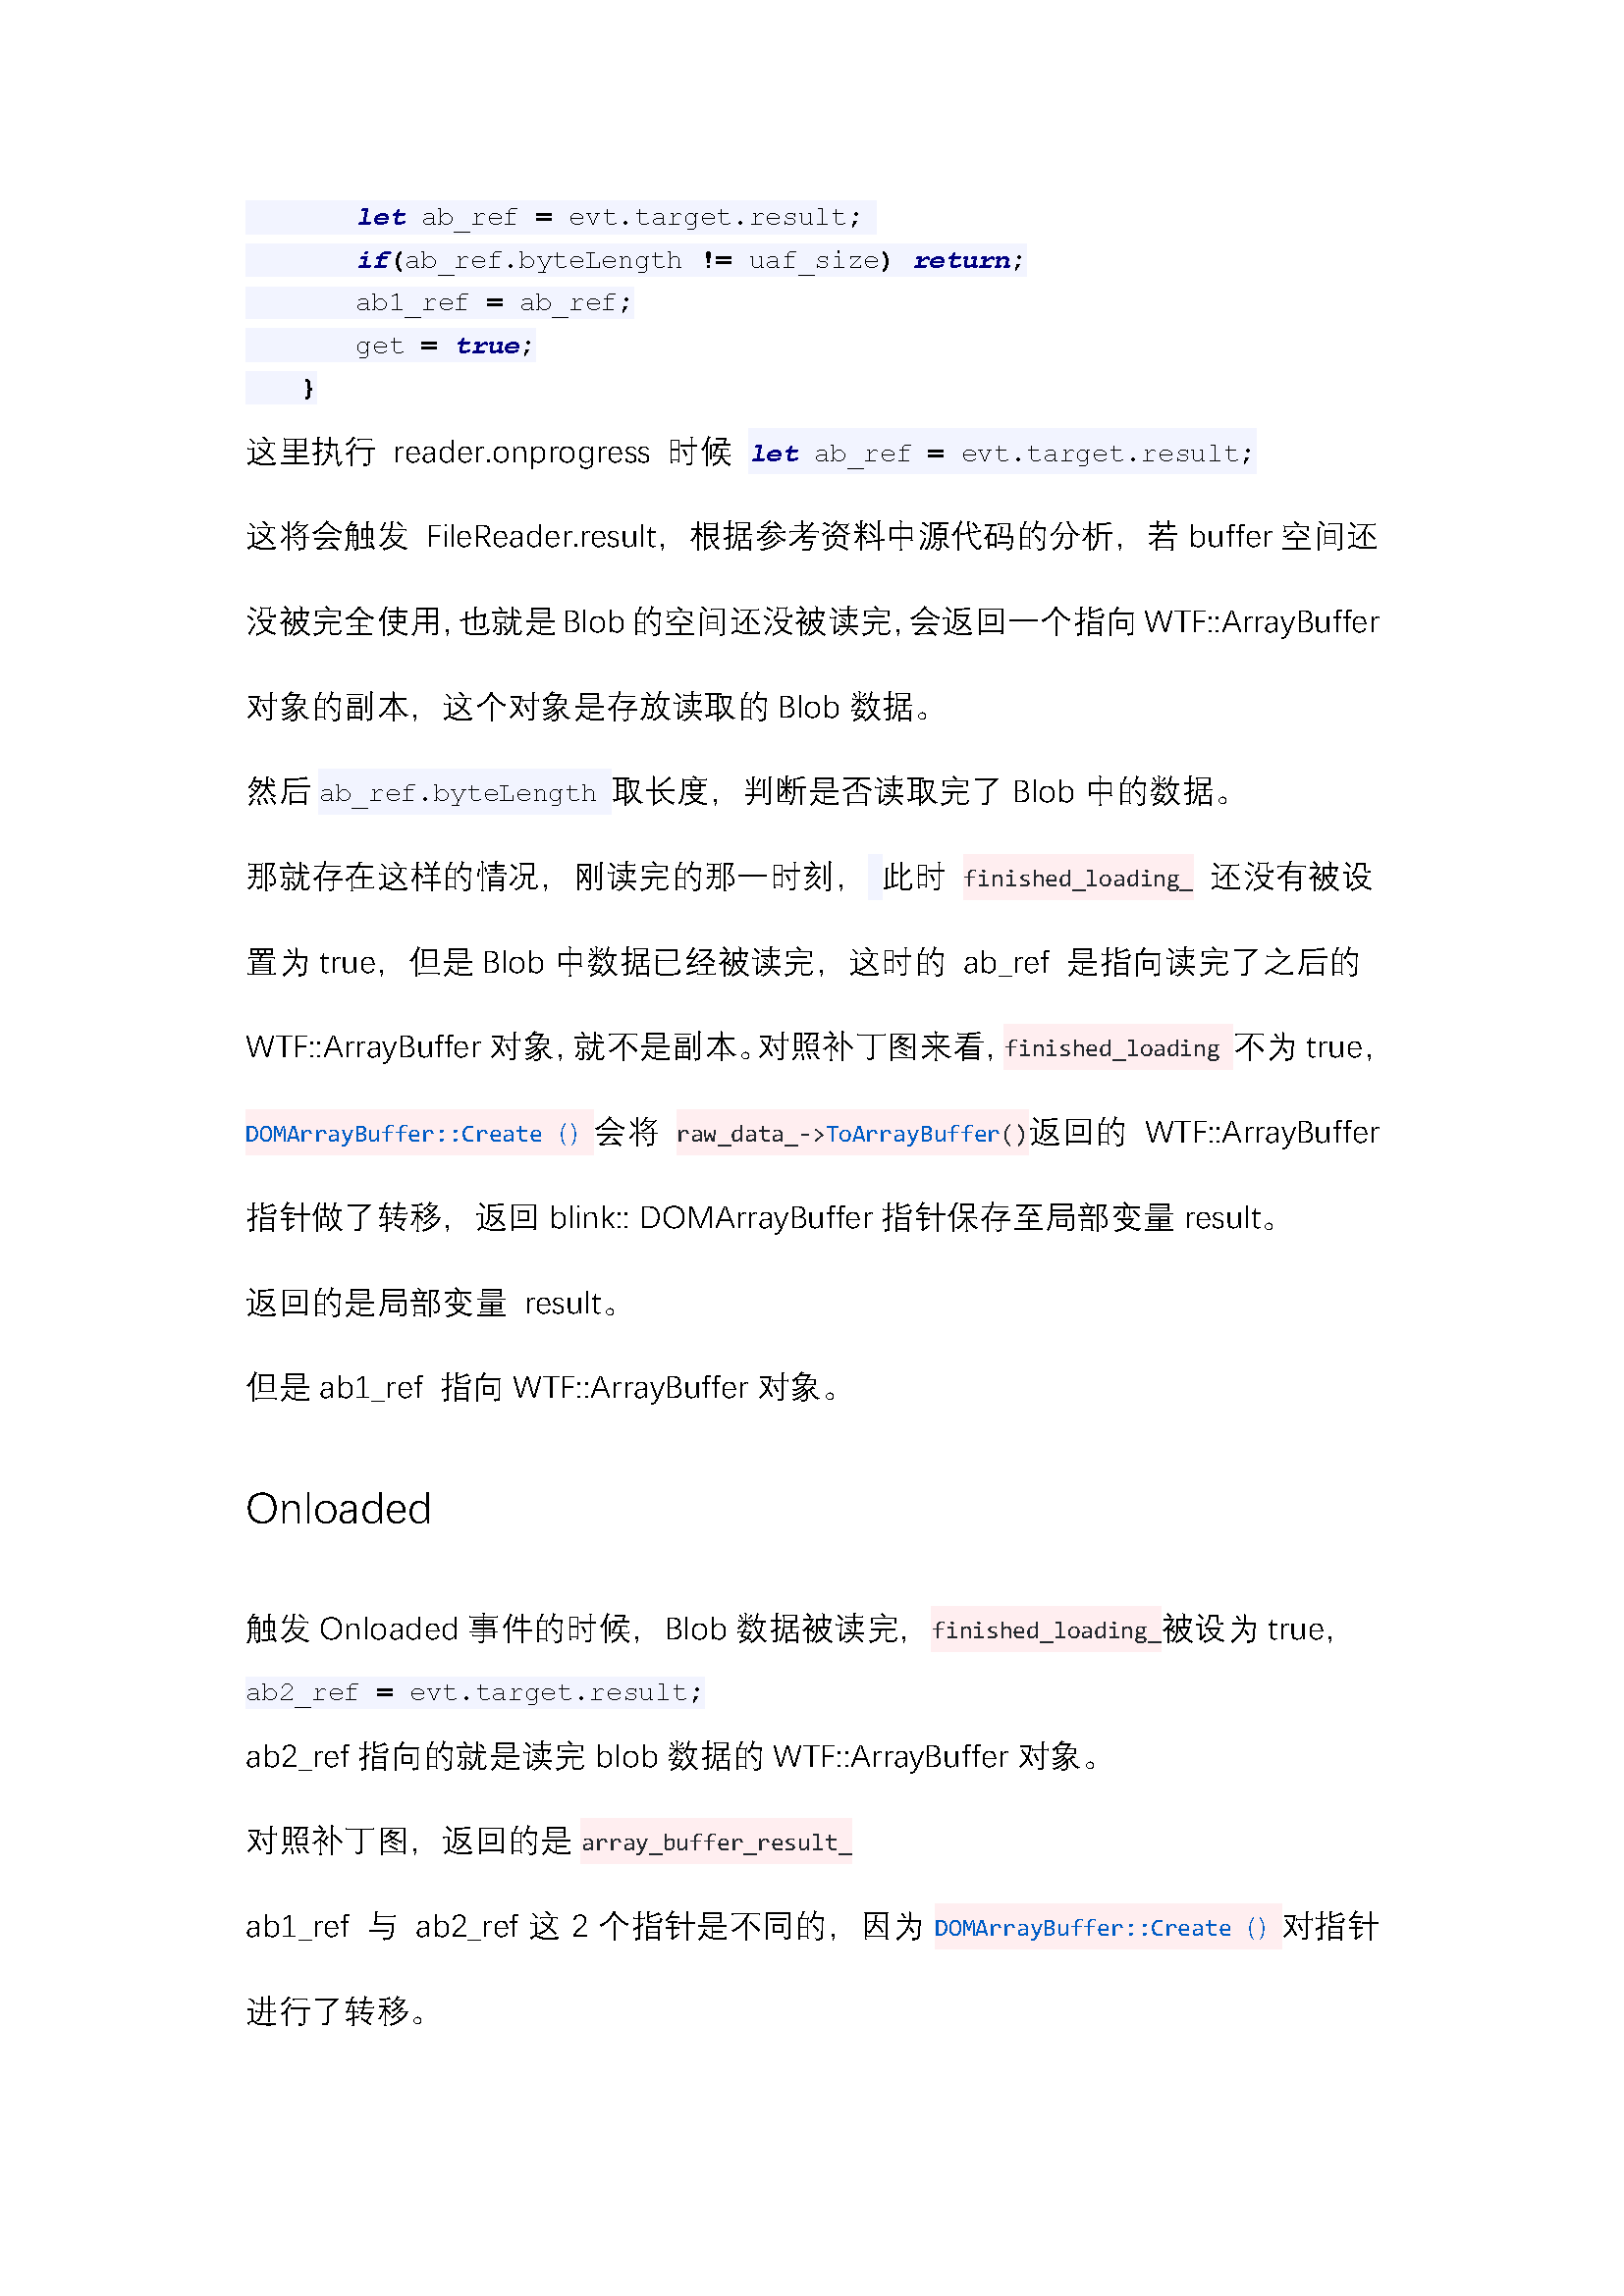 let ab_ref = evt.target.result;
if(ab_ref.byteLength != uaf_size) return;
ab1_ref = ab_ref;
get = true;
}
这里执行 reader.onprogress 时候 let ab_ref = evt.target.result;
这将会触发 FileReader.result，根据参考资料中源代码的分析，若 buffer 空间还
没被完全使用，也就是 Blob 的空间还没被读完，会返回一个指向 WTF::ArrayBuffer
对象的副本，这个对象是存放读取的 Blob 数据。
然后 ab_ref.byteLength 取长度，判断是否读取完了 Blob 中的数据。
那就存在这样的情况，刚读完的那一时刻， 此时 finished_loading_ 还没有被设
置为 true，但是 Blob 中数据已经被读完，这时的 ab_ref 是指向读完了之后的
WTF::ArrayBuffer 对象，就不是副本。对照补丁图来看，finished_loading 不为 true，
DOMArrayBuffer::Create () 会将 raw_data_->ToArrayBuffer()返回的 WTF::ArrayBuffer
指针做了转移，返回 blink:: DOMArrayBuffer 指针保存至局部变量 result。
返回的是局部变量 result。
但是 ab1_ref 指向 WTF::ArrayBuffer 对象。
Onloaded
触发 Onloaded 事件的时候，Blob 数据被读完，finished_loading_被设为 true，
ab2_ref = evt.target.result;
ab2_ref 指向的就是读完 blob 数据的 WTF::ArrayBuffer 对象。
对照补丁图，返回的是 array_buffer_result_
ab1_ref 与 ab2_ref 这 2 个指针是不同的，因为 DOMArrayBuffer::Create () 对指针
进行了转移。